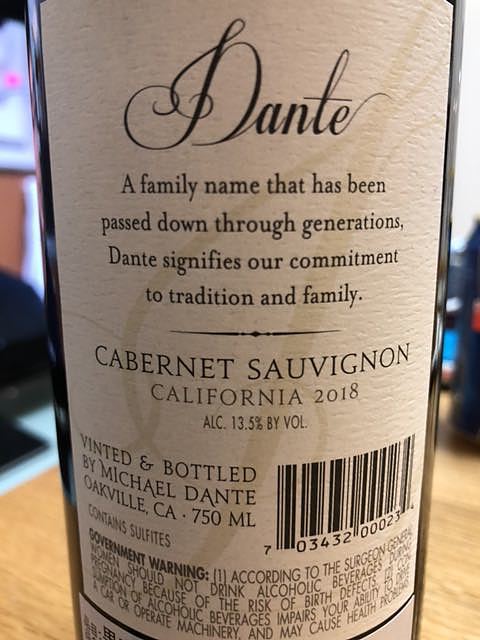 Dante
A family name that has been
passed down through generations,
Dante signifies our commitment
to tradition and family.
CABERNET SAUVIGNON
CALIFORNIA 2018
ALC. 13.5% BY VOL.
VINTED & BOTTLED
BY MICHAEL DANTE
OAKVILLE, CA · 750 ML
CONTAINS SULFITES
7 03432 00023 4
GOVERNMENT WARNING: (1) ACCORDING TO THE SURGEON GENERAL,
WOMEN SHOULD NOT DRINK ALCOHOLIC BEVERAGES DURING
PREGNANCY BECAUSE OF THE RISK OF BIRTH DEFECTS.
OF ALCOHOLIC BEVERAGES IMPAIRS YOUR ABILITY TO DRIVE
A CAR OR OPERATE MACHINERY, AND MAY CAUSE HEALTH PROBLEMS.